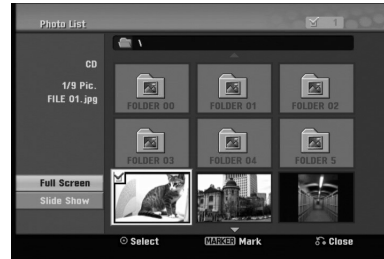 Photo List
1
\
CD
1/9 Pic.
FILE 01.jpg
FOLDER 00
FOLDER 01
FOLDER 02
FOLDER 03
FOLDER 04
FOLDER 5
Full Screen
Slide Show
Select
MARKER Mark
Close